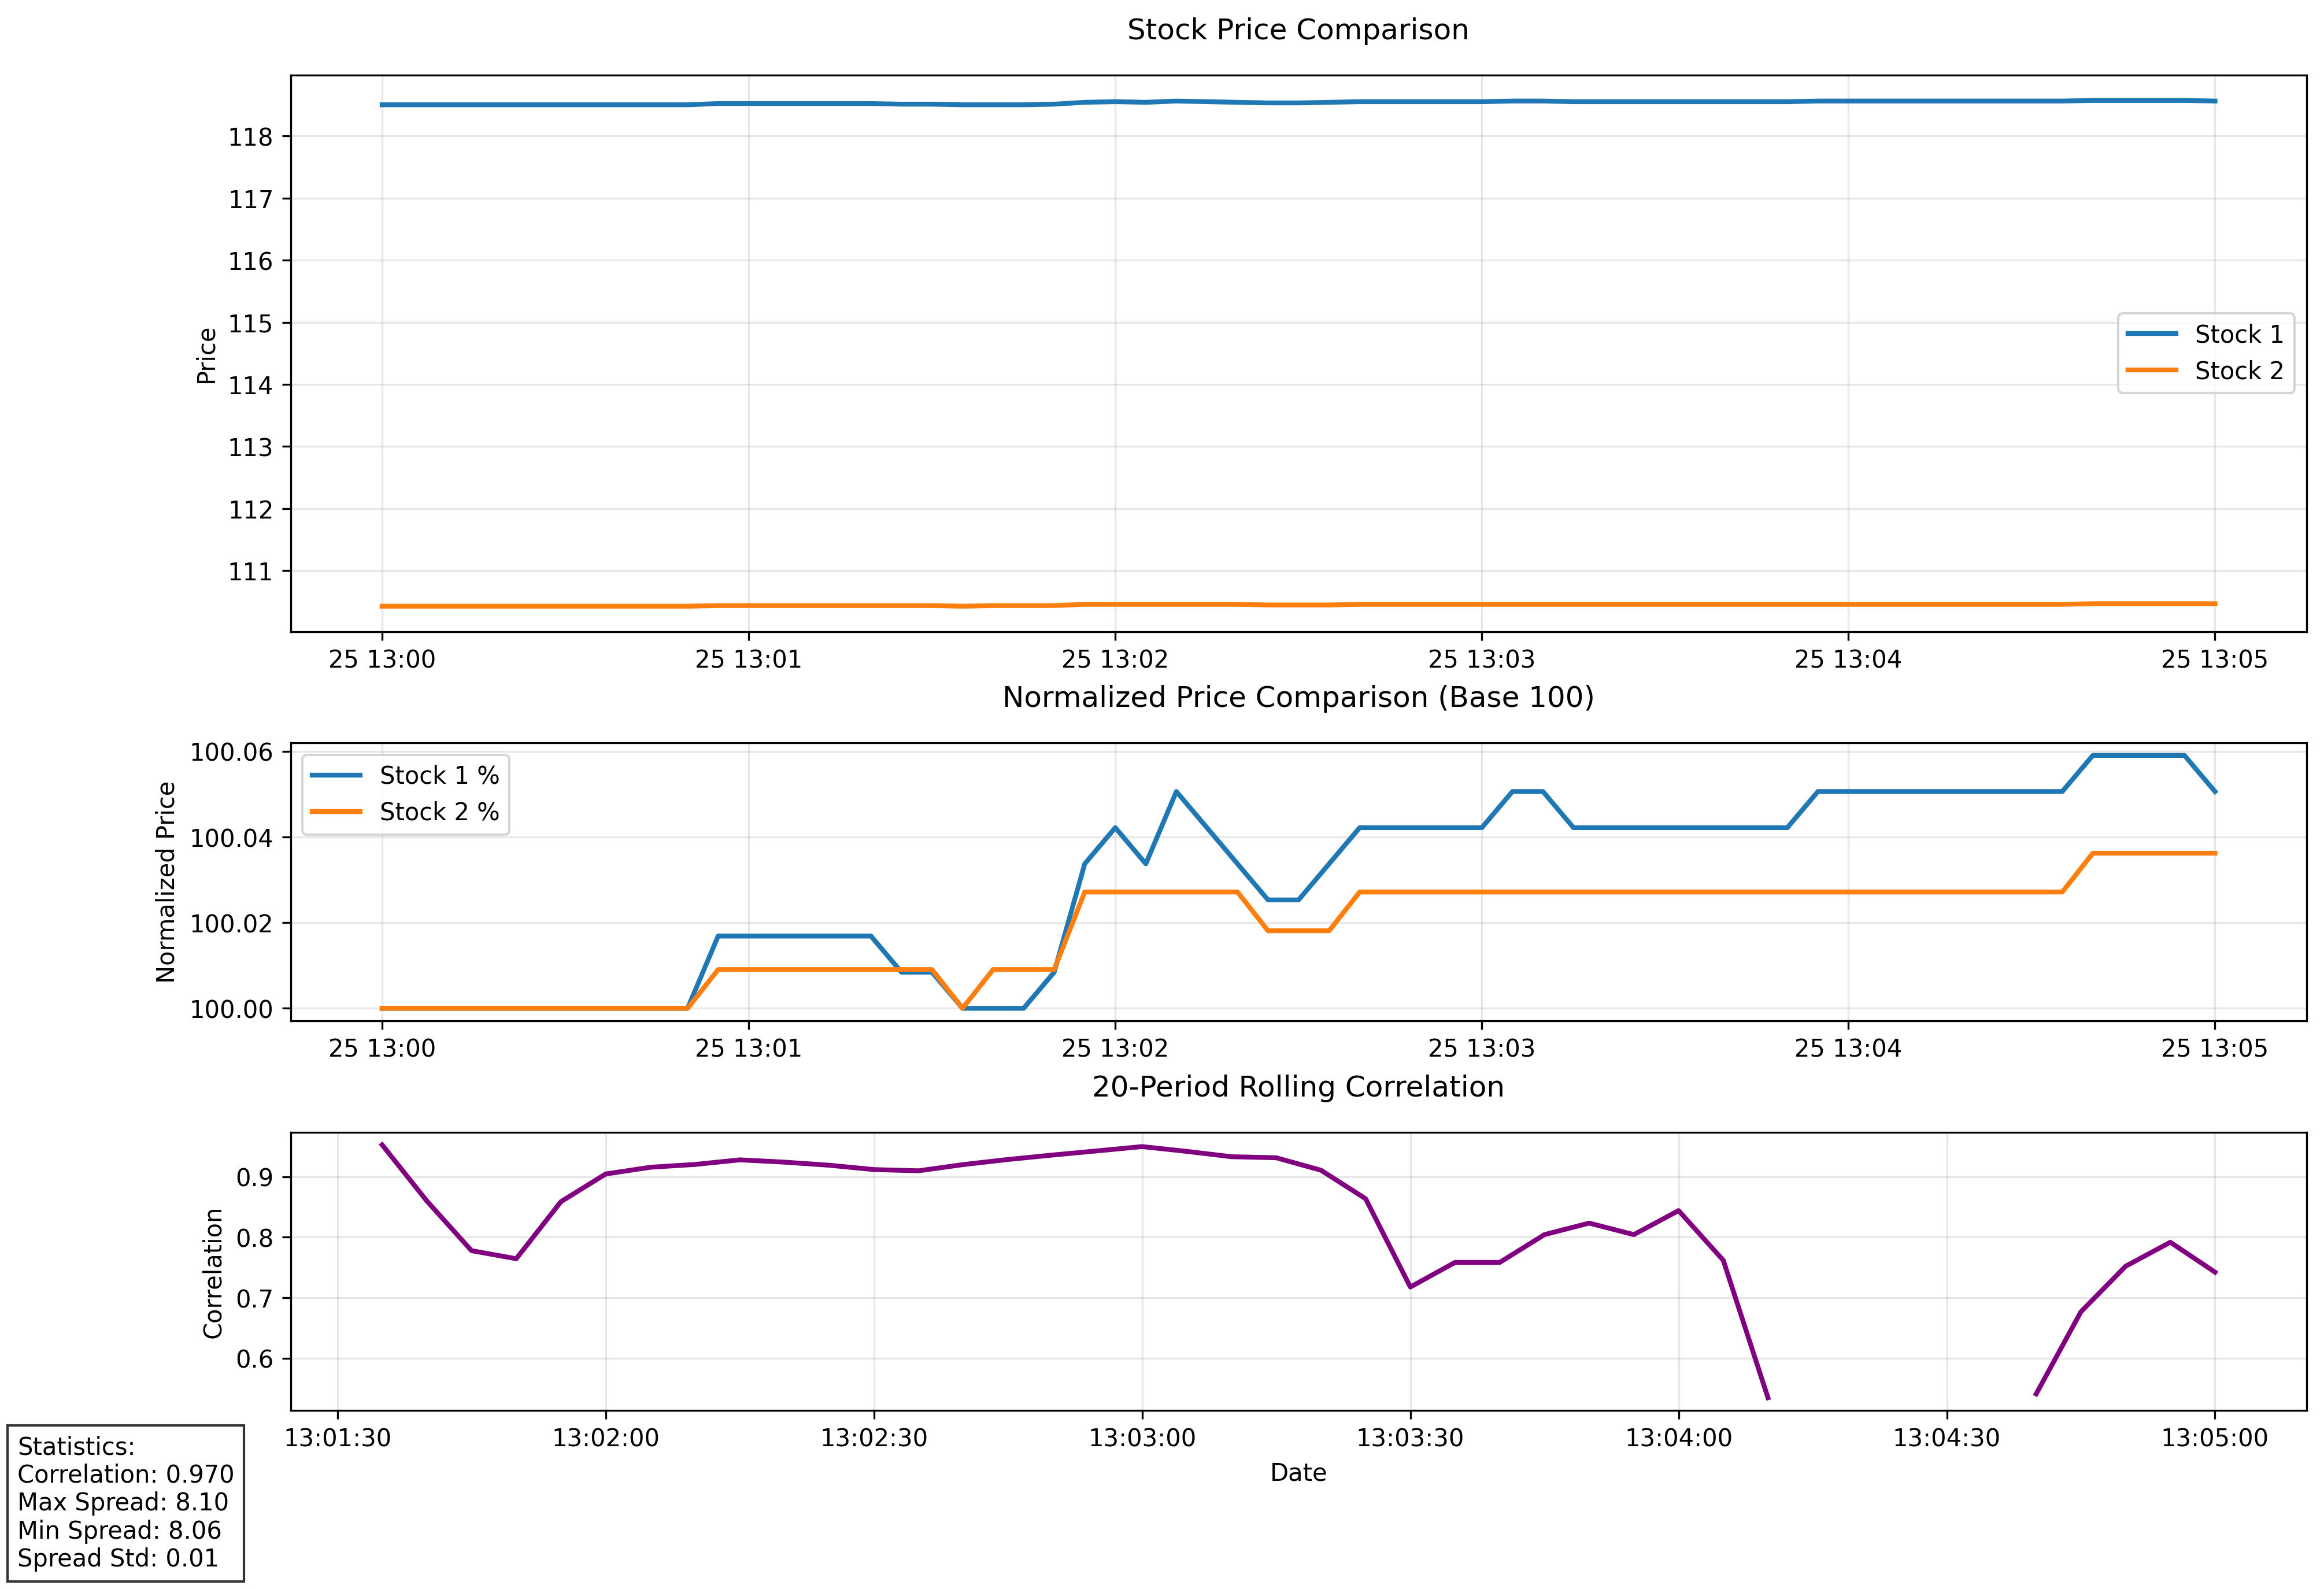 Stock Price Comparison
118
117
116
115
114
113
112
111
Price
Stock 1
Stock 2
25 13:00
25 13:01
25 13:02
25 13:03
25 13:04
25 13:05
Normalized Price Comparison (Base 100)
100.06
100.04
100.02
100.00
Normalized Price
Stock 1 %
Stock 2 %
25 13:00
25 13:01
25 13:02
25 13:03
25 13:04
25 13:05
20-Period Rolling Correlation
0.9
0.8
0.7
0.6
Correlation
13:01:30
13:02:00
13:02:30
13:03:00
13:03:30
13:04:00
13:04:30
13:05:00
Date
Statistics:
Correlation: 0.970
Max Spread: 8.10
Min Spread: 8.06
Spread Std: 0.01